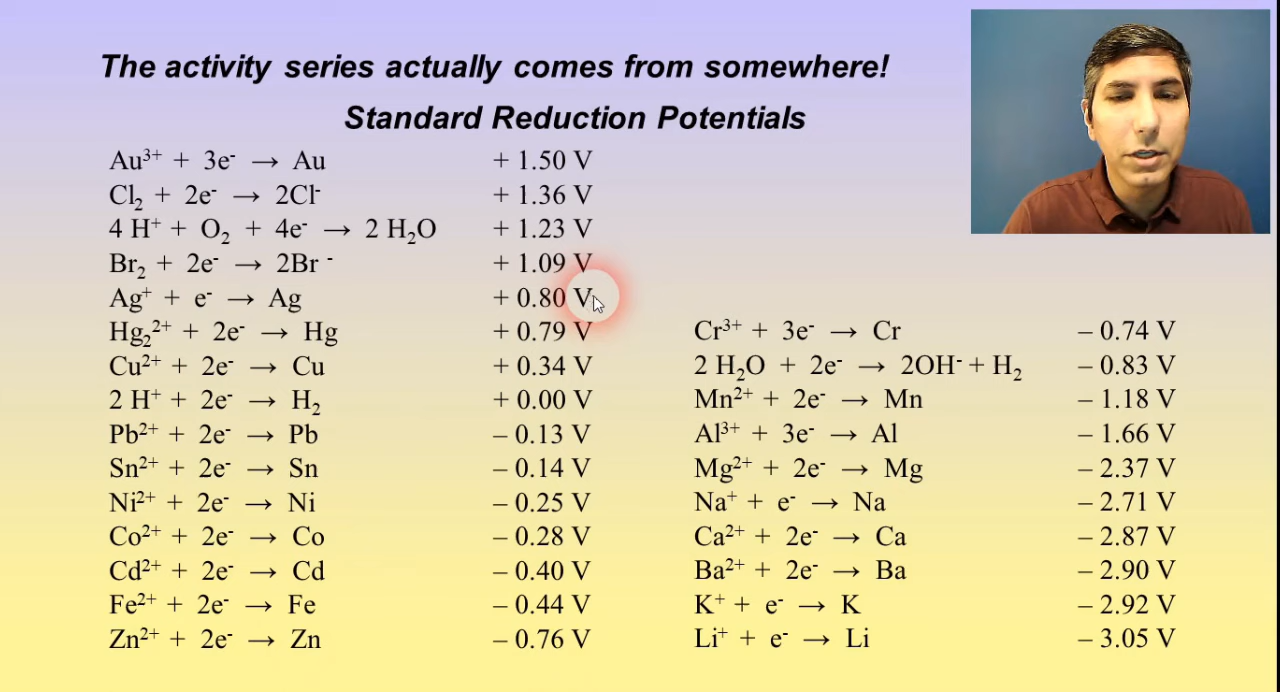 The activity series actually comes from somewhere!
Standard Reduction Potentials
Au³⁺ + 3e⁻ → Au + 1.50 V
Cl₂ + 2e⁻ → 2Cl⁻ + 1.36 V
4 H⁺ + O₂ + 4e⁻ → 2 H₂O + 1.23 V
Br₂ + 2e⁻ → 2Br ⁻ + 1.09 V
Ag⁺ + e⁻ → Ag + 0.80 V
Hg₂²⁺ + 2e⁻ → Hg + 0.79 V
Cu²⁺ + 2e⁻ → Cu + 0.34 V
2 H⁺ + 2e⁻ → H₂ + 0.00 V
Pb²⁺ + 2e⁻ → Pb – 0.13 V
Sn²⁺ + 2e⁻ → Sn – 0.14 V
Ni²⁺ + 2e⁻ → Ni – 0.25 V
Co²⁺ + 2e⁻ → Co – 0.28 V
Cd²⁺ + 2e⁻ → Cd – 0.40 V
Fe²⁺ + 2e⁻ → Fe – 0.44 V
Zn²⁺ + 2e⁻ → Zn – 0.76 V
Cr³⁺ + 3e⁻ → Cr – 0.74 V
2 H₂O + 2e⁻ → 2OH⁻ + H₂ – 0.83 V
Mn²⁺ + 2e⁻ → Mn – 1.18 V
Al³⁺ + 3e⁻ → Al – 1.66 V
Mg²⁺ + 2e⁻ → Mg – 2.37 V
Na⁺ + e⁻ → Na – 2.71 V
Ca²⁺ + 2e⁻ → Ca – 2.87 V
Ba²⁺ + 2e⁻ → Ba – 2.90 V
K⁺ + e⁻ → K – 2.92 V
Li⁺ + e⁻ → Li – 3.05 V